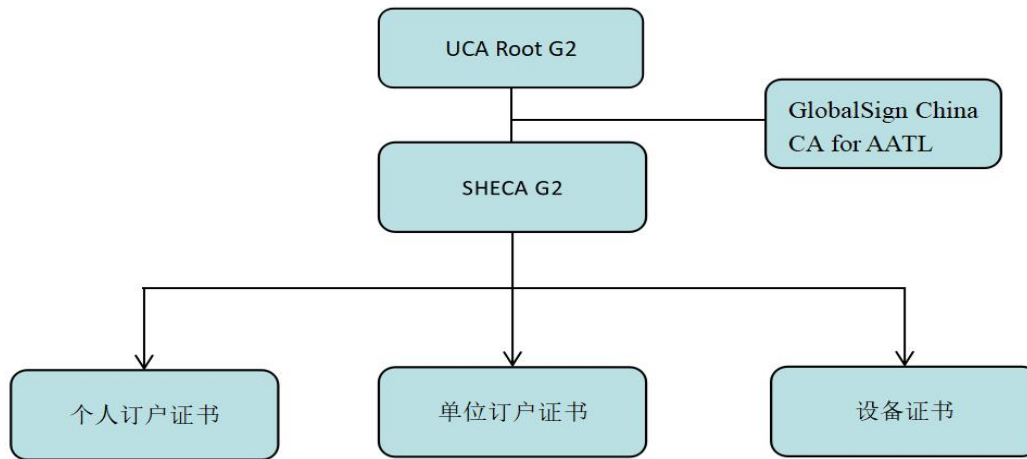 UCA Root G2
GlobalSign China
CA for AATL
SHECA G2
个人订户证书
单位订户证书
设备证书